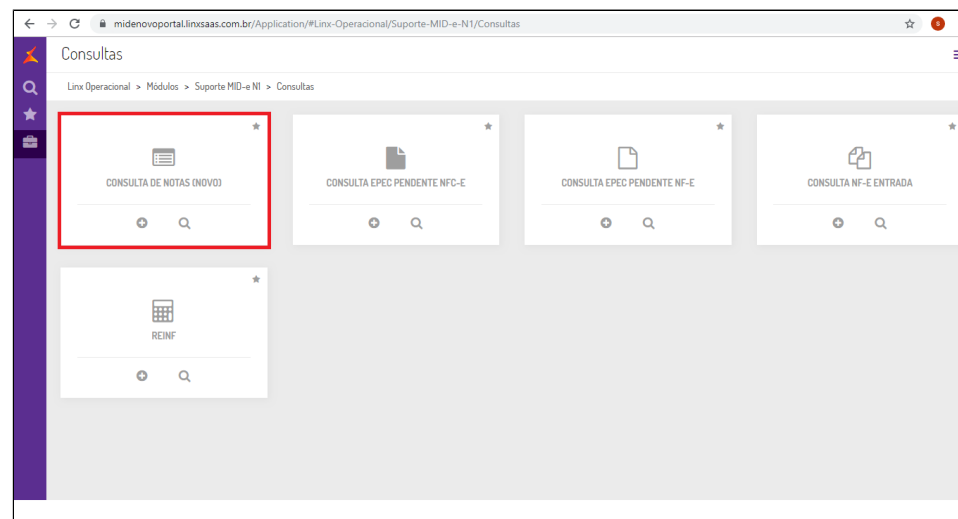 midenovoportal.linxsaas.com.br/Application/#Linx-Operacional/Suporte-MID-e-N1/Consultas
S
Consultas
Linx Operacional > Módulos > Suporte MID-e N1 > Consultas
CONSULTA DE NOTAS (NOVO)
CONSULTA EPEC PENDENTE NFC-E
CONSULTA EPEC PENDENTE NF-E
CONSULTA NF-E ENTRADA
REINF